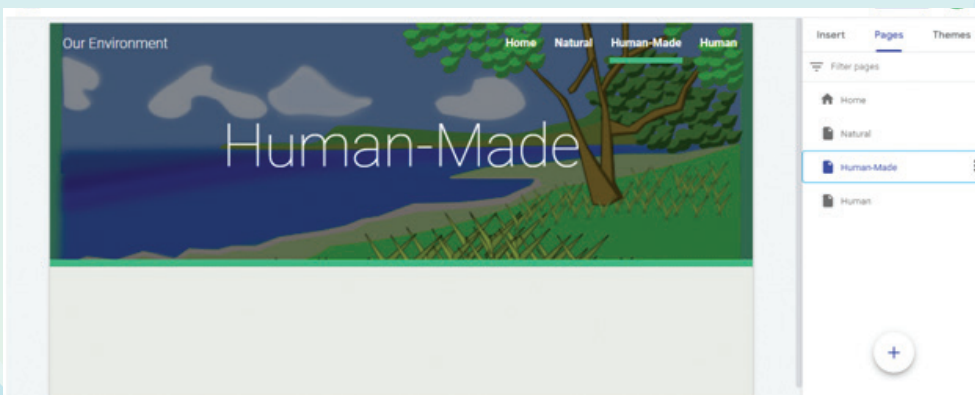 Our Environment
Home Natural Human-Made Human
Human-Made
Insert Pages Themes
Filter pages
Home
Natural
Human-Made
Human